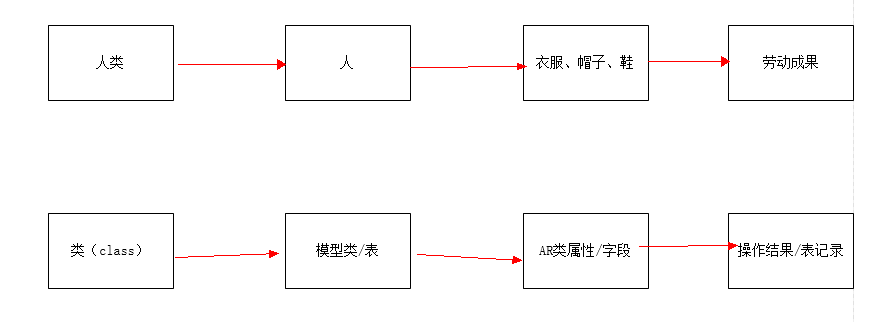 人类
人
衣服、帽子、鞋
劳动成果
类（class）
模型类/表
AR类属性/字段
操作结果/表记录